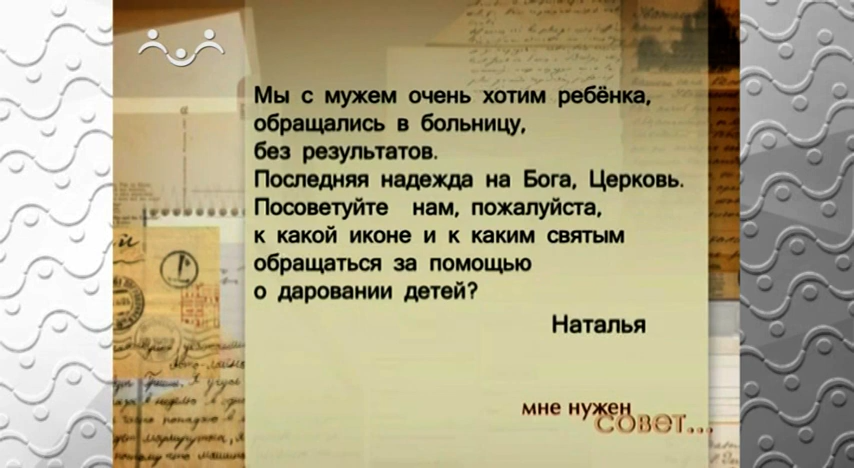 Мы с мужем очень хотим ребёнка,
обращались в больницу,
без результатов.
Последняя надежда на Бога, Церковь.
Посоветуйте нам, пожалуйста,
к какой иконе и к каким святым
обращаться за помощью
о даровании детей?
Наталья
мне нужен
совет...